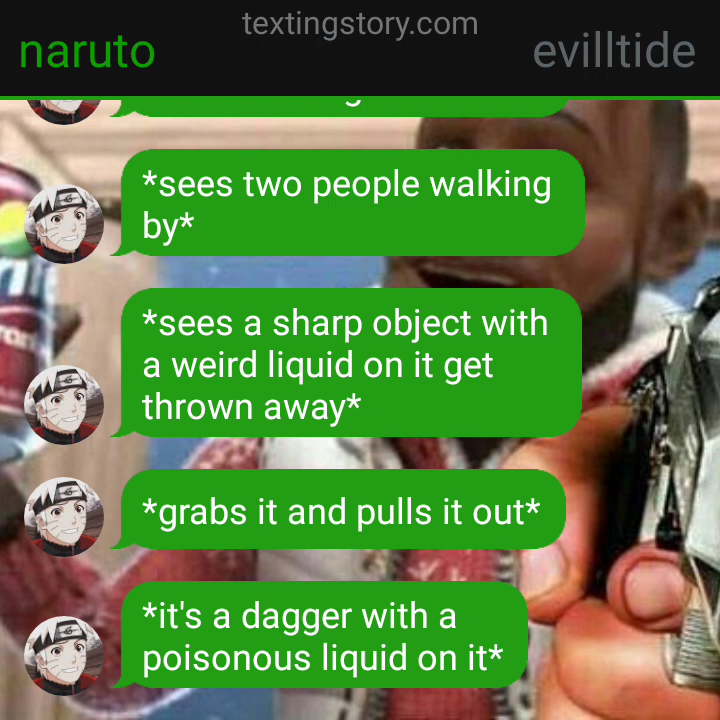 textingstory.com
naruto
evilltide
*sees two people walking
by*
*sees a sharp object with
a weird liquid on it get
thrown away*
*grabs it and pulls it out*
*it's a dagger with a
poisonous liquid on it*